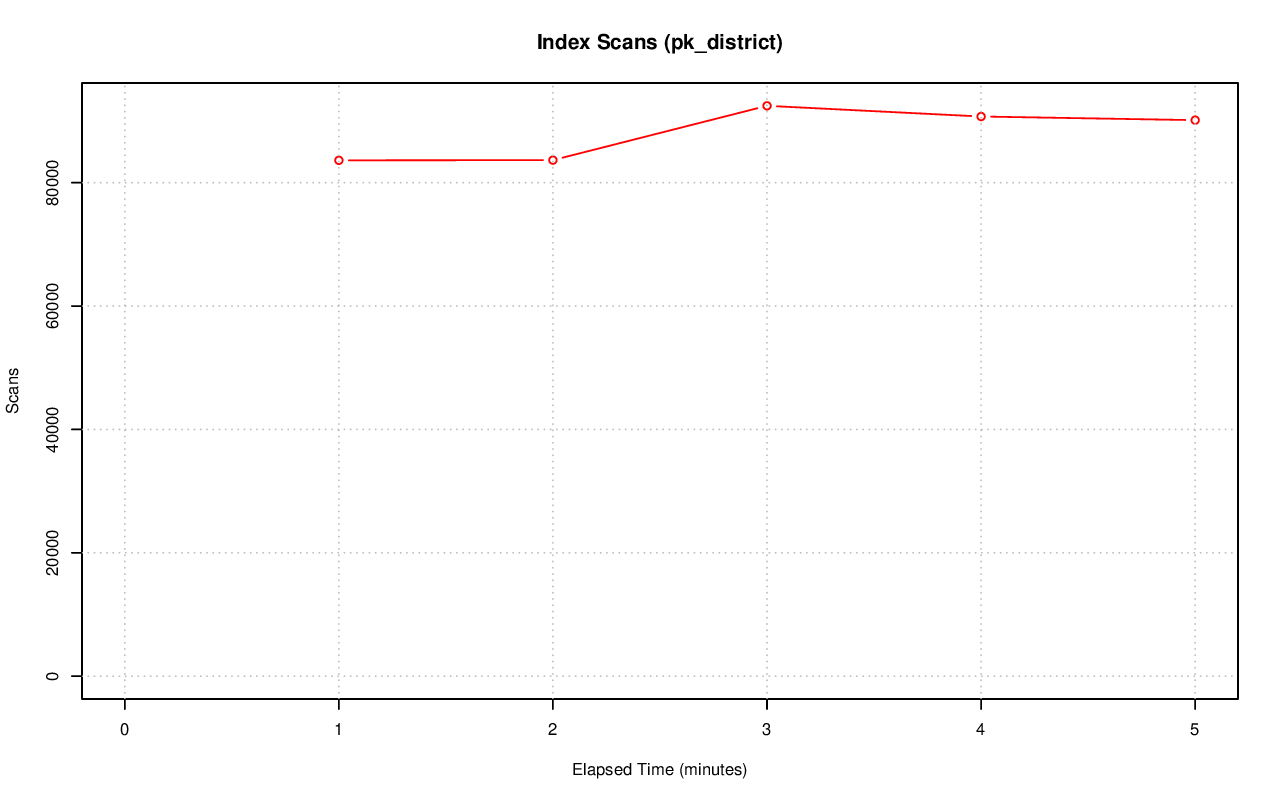 Index Scans (pk_district)
Scans
80000
60000
40000
20000
0
0 1 2 3 4 5
Elapsed Time (minutes)